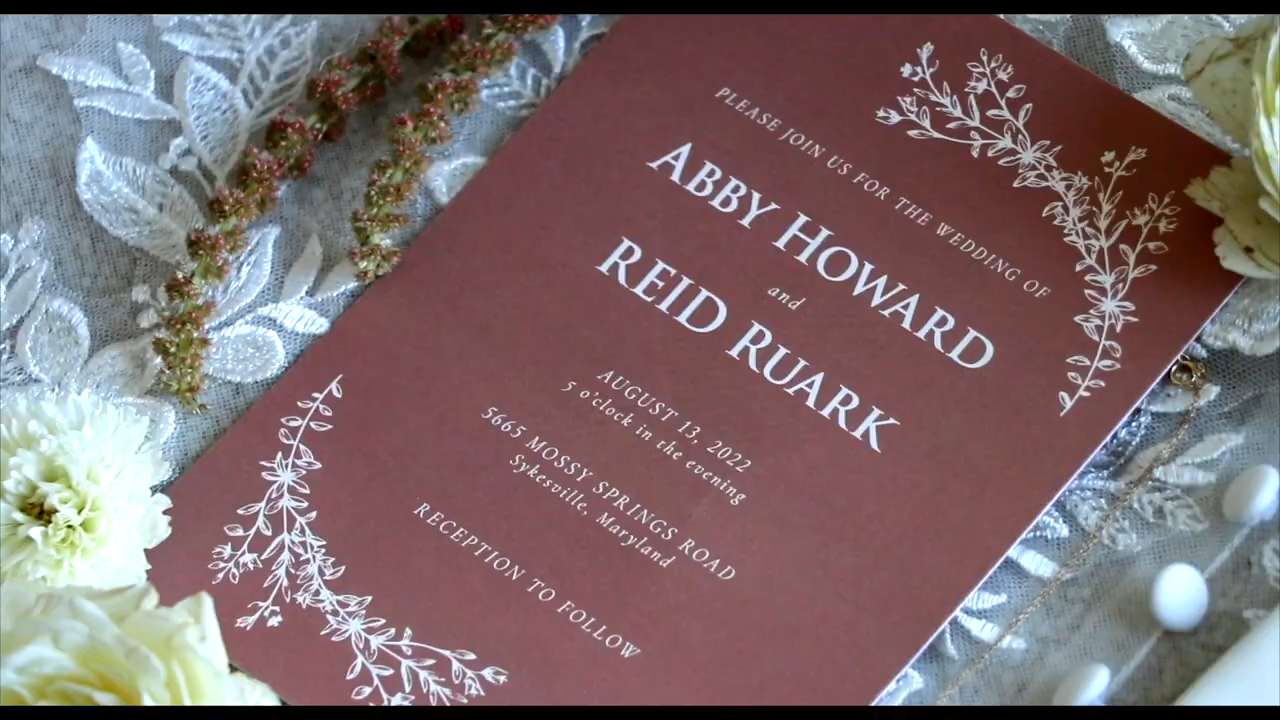 PLEASE JOIN US FOR THE WEDDING OF
ABBY HOWARD
and
REID RUARK
AUGUST 13, 2022
5 o'clock in the evening
5665 MOSSY SPRINGS ROAD
Sykesville, Maryland
RECEPTION TO FOLLOW